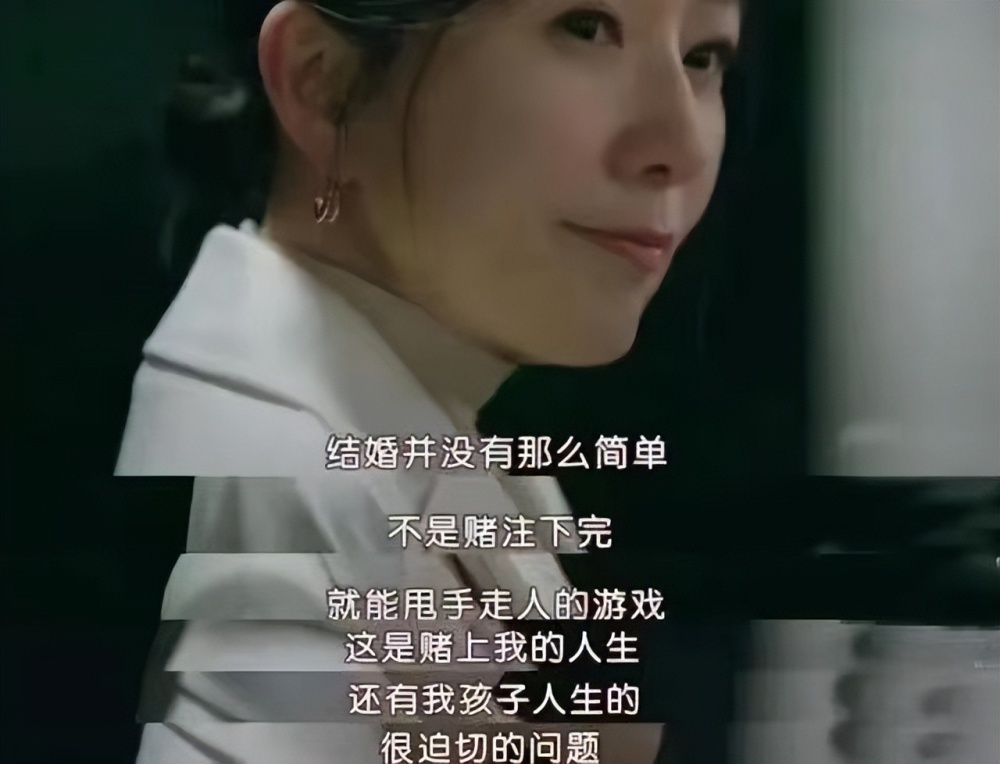 结婚并没有那么简单
不是赌注下完
就能甩手走人的游戏
这是赌上我的人生
还有我孩子人生的
很迫切的问题